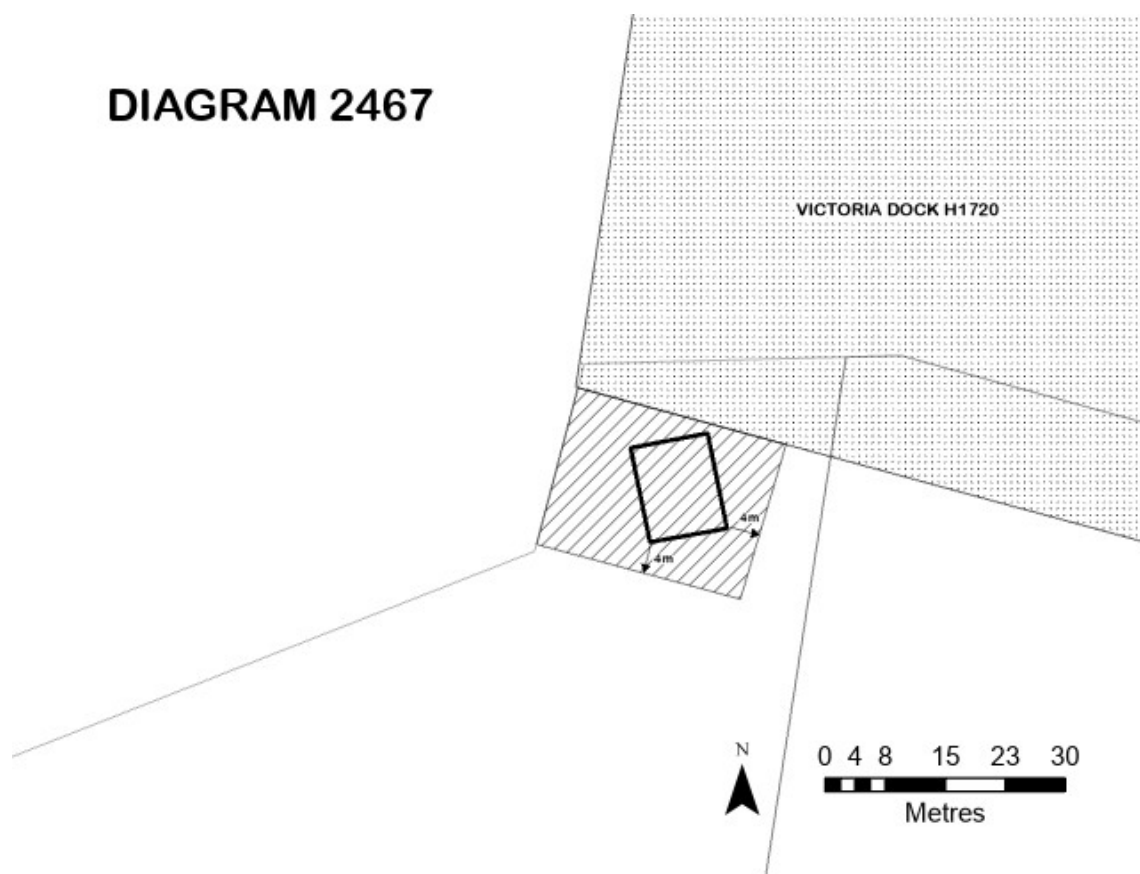 DIAGRAM 2467
VICTORIA DOCK H1720
4m
4m
N
0 4 8 15 23 30
Metres